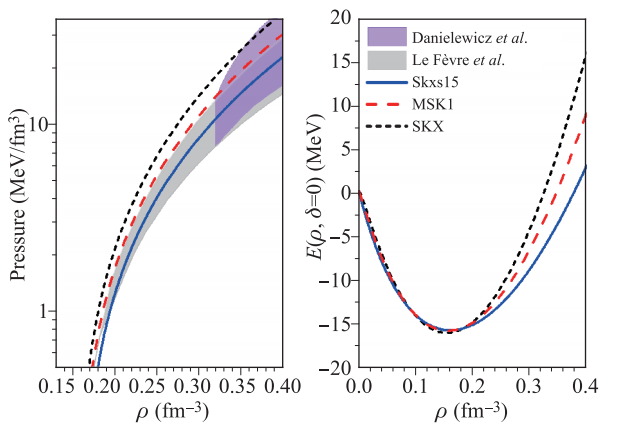 Pressure (MeV/fm³)
10
1
0.15 0.20 0.25 0.30 0.35 0.40
ρ (fm⁻³)
E(ρ, δ=0) (MeV)
20
15
10
5
0
−5
−10
−15
−20
0.0 0.1 0.2 0.3 0.4
ρ (fm⁻³)
Danielewicz et al.
Le Fèvre et al.
Skxs15
MSK1
SKX